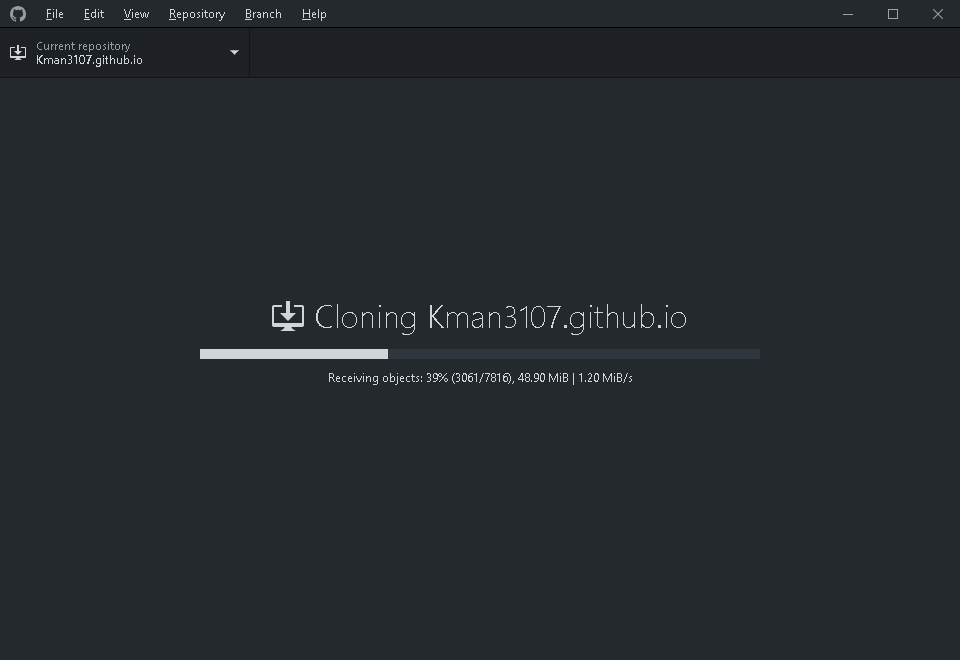 File Edit View Repository Branch Help
Current repository
Kman3107.github.io
Cloning Kman3107.github.io
Receiving objects: 39% (3061/7816), 48.90 MiB | 1.20 MiB/s